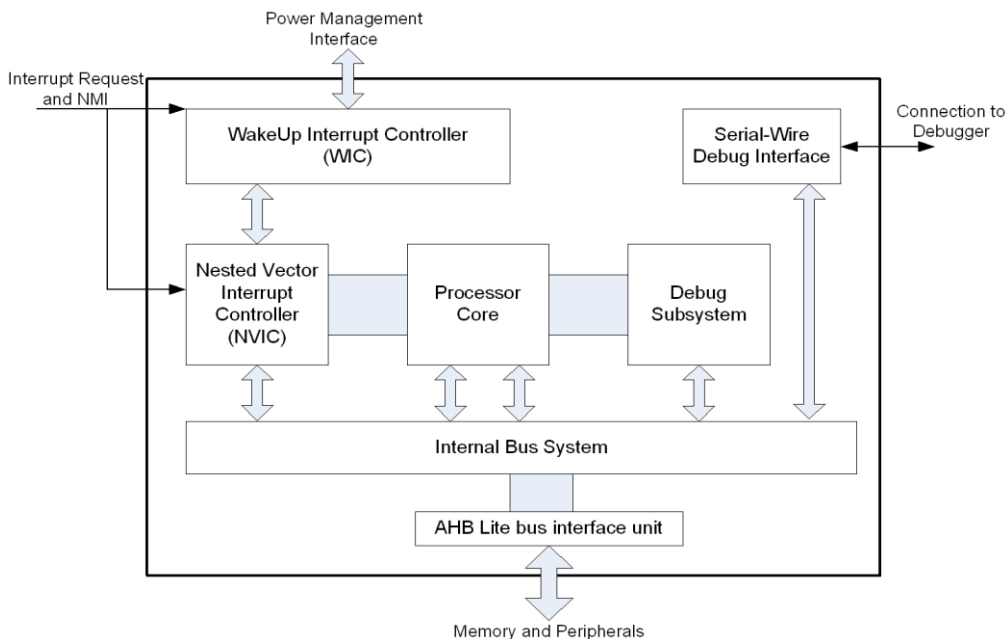 Power Management
Interface
Interrupt Request
and NMI
WakeUp Interrupt Controller
(WIC)
Serial-Wire
Debug Interface
Connection to
Debugger
Nested Vector
Interrupt
Controller
(NVIC)
Processor
Core
Debug
Subsystem
Internal Bus System
AHB Lite bus interface unit
Memory and Peripherals